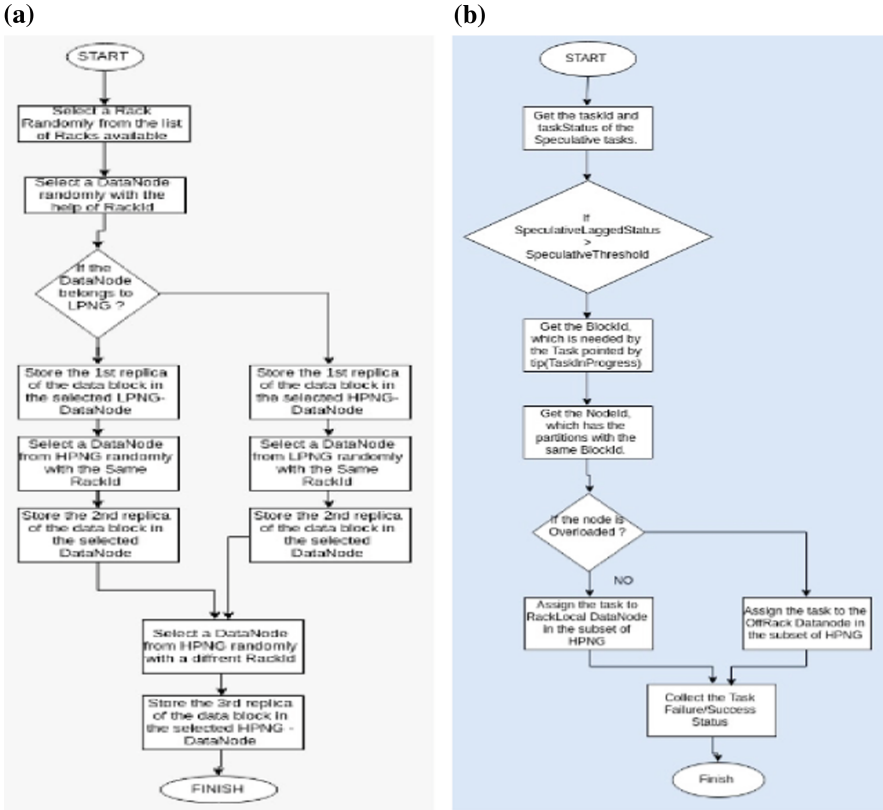 (a)
START
Select a Rack
Randomly from the list
of Racks available
Select a DataNode
randomly with the
help of RackId
If the
DataNode
belongs to
LPNG ?
Store the 1st replica
of the data block in
the selected LPNG-
DataNode
Store the 1st replica
of the data block in
the selected HPNG-
DataNode
Select a DataNode
from HPNG randomly
with the Same
RackId
Select a DataNode
from LPNG randomly
with the Same
RackId
Store the 2nd replica
of the data block in
the selected
DataNode
Store the 2nd replica
of the data block in
the selected
DataNode
Select a DataNode
from HPNG randomly
with a diffrent RackId
Store the 3rd replica
of the data block in
the selected HPNG -
DataNode
FINISH
(b)
START
Get the taskId and
taskStatus of the
Speculative tasks.
If
SpeculativeLaggedStatus
>
SpeculativeThreshold
Get the BlockId,
which is needed by
the Task pointed by
tip(TaskInProgress)
Get the NodeId,
which has the
partitions with the
same BlockId.
If the node is
Overloaded ?
NO
Assign the task to
RackLocal DataNode
in the subset of
HPNG
Assign the task to the
OffRack Datanode in
the subset of HPNG
Collect the Task
Failure/Success
Status
Finish